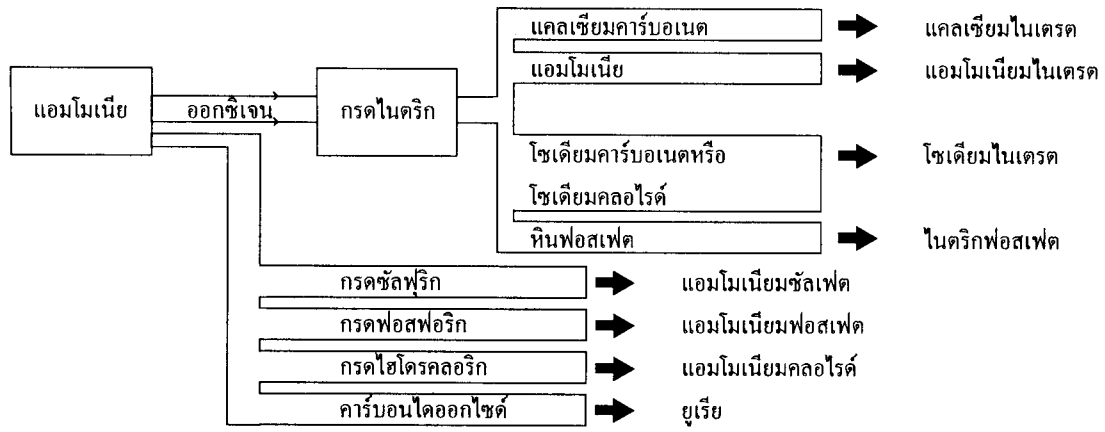 แคลเซียมคาร์บอเนต แคลเซียมไนเตรต
แอมโมเนีย แอมโมเนียมไนเตรต
แอมโมเนีย ออกซิเจน กรดไนตริก
โซเดียมคาร์บอเนตหรือ โซเดียมไนเตรต
โซเดียมคลอไรด์
หินฟอสเฟต ไนตริกฟอสเฟต
กรดซัลฟุริก แอมโมเนียมซัลเฟต
กรดฟอสฟอริก แอมโมเนียมฟอสเฟต
กรดไฮโดรคลอริก แอมโมเนียมคลอไรด์
คาร์บอนไดออกไซด์ ยูเรีย